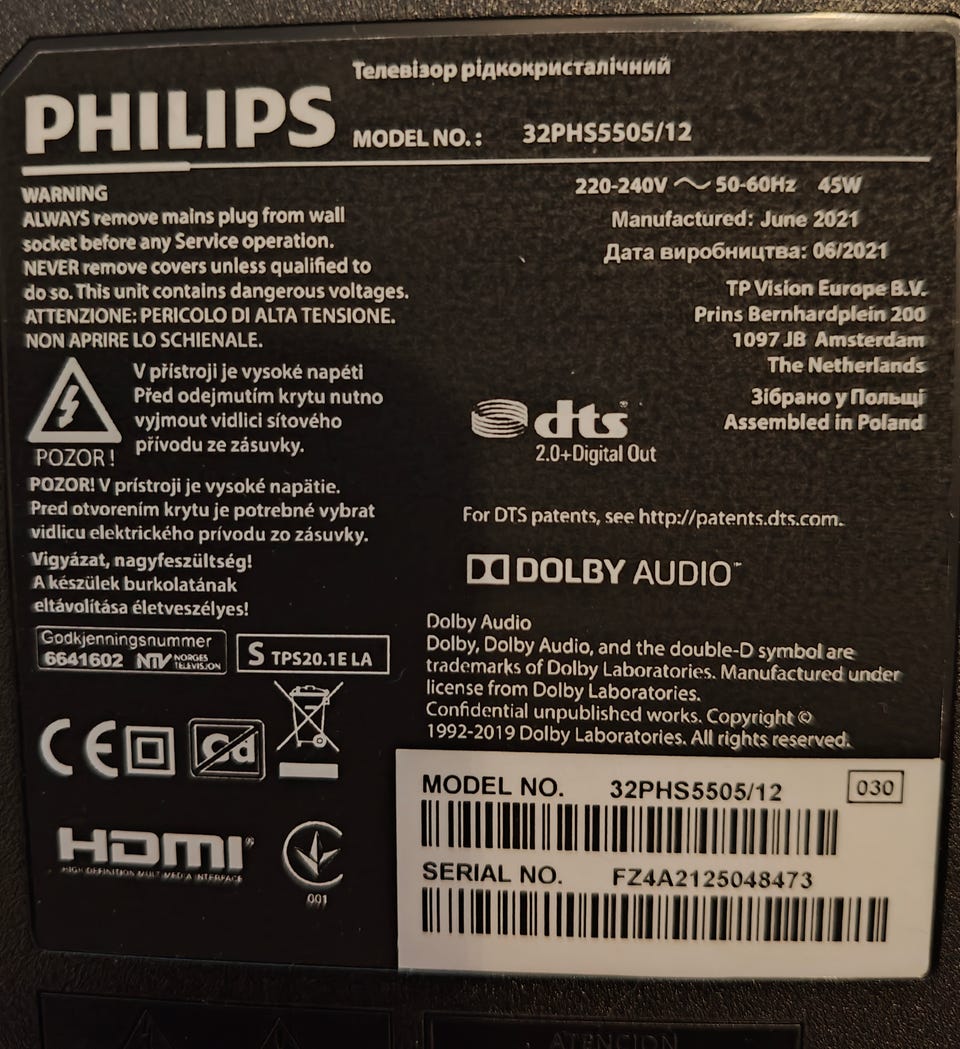 Телевізор рідкокристалічний
PHILIPS
MODEL NO. : 32PHS5505/12
220-240V ~ 50-60Hz 45W
Manufactured: June 2021
Дата виробництва: 06/2021
TP Vision Europe B.V.
Prins Bernhardplein 200
1097 JB Amsterdam
The Netherlands
Зібрано у Польщі
Assembled in Poland
WARNING
ALWAYS remove mains plug from wall
socket before any Service operation.
NEVER remove covers unless qualified to
do so. This unit contains dangerous voltages.
ATTENZIONE: PERICOLO DI ALTA TENSIONE.
NON APRIRE LO SCHIENALE.
V přístroji je vysoké napéti
Před odejmutím krytu nutno
vyjmout vidlici sítového
přívodu ze zásuvky.
POZOR !
POZOR! V prístroji je vysoké napätie.
Pred otvorením krytu je potrebné vybrat
vidlicu elektrického prívodu zo zásuvky.
Vigyázat, nagyfeszültség!
A készülek burkolatának
eltávolítása életveszélyes!
dts®
2.0+Digital Out
For DTS patents, see http://patents.dts.com.
DOLBY AUDIO™
Dolby Audio
Dolby, Dolby Audio, and the double-D symbol are
trademarks of Dolby Laboratories. Manufactured under
license from Dolby Laboratories.
Confidential unpublished works. Copyright ©
1992-2019 Dolby Laboratories. All rights reserved.
Godkjenningsnummer
6641602 NTV NORGES
TELEVISJON
S TPS20.1E LA
CE
Cd
HDMI®
HIGH DEFINITION MULTIMEDIA INTERFACE
001
MODEL NO. 32PHS5505/12 030
SERIAL NO. FZ4A2125048473
ATENCION